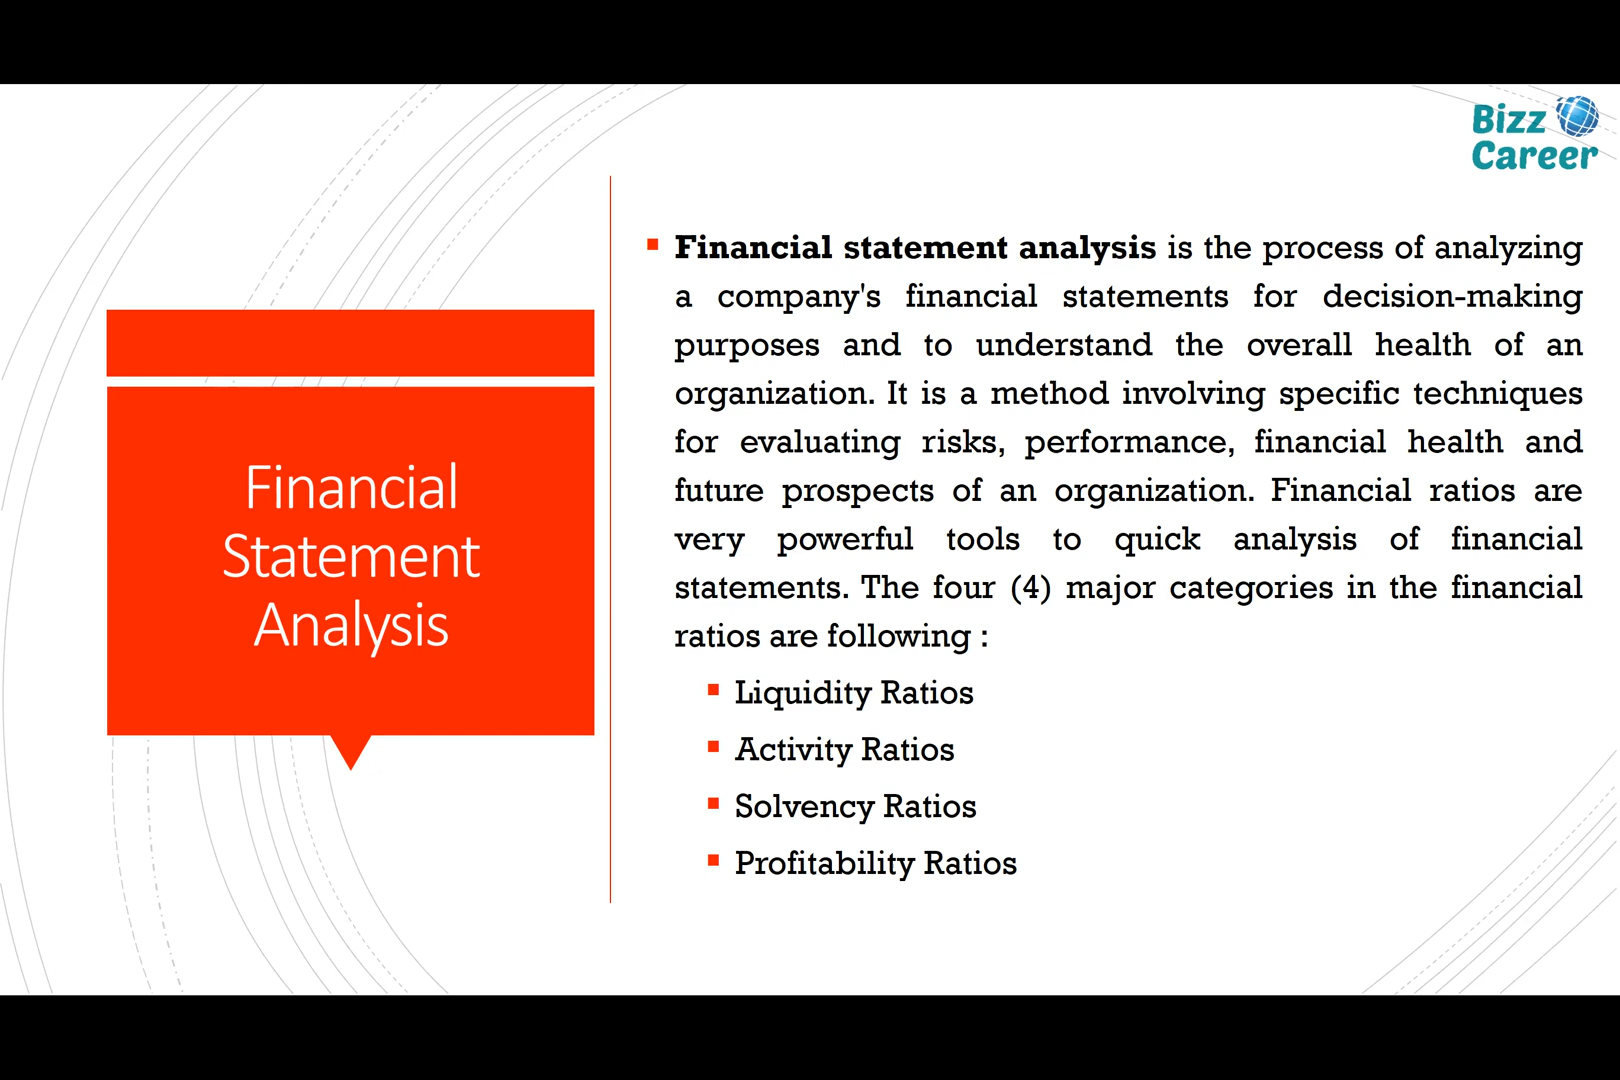 Bizz
Career
Financial
Statement
Analysis
Financial statement analysis is the process of analyzing
a company's financial statements for decision-making
purposes and to understand the overall health of an
organization. It is a method involving specific techniques
for evaluating risks, performance, financial health and
future prospects of an organization. Financial ratios are
very powerful tools to quick analysis of financial
statements. The four (4) major categories in the financial
ratios are following :
Liquidity Ratios
Activity Ratios
Solvency Ratios
Profitability Ratios